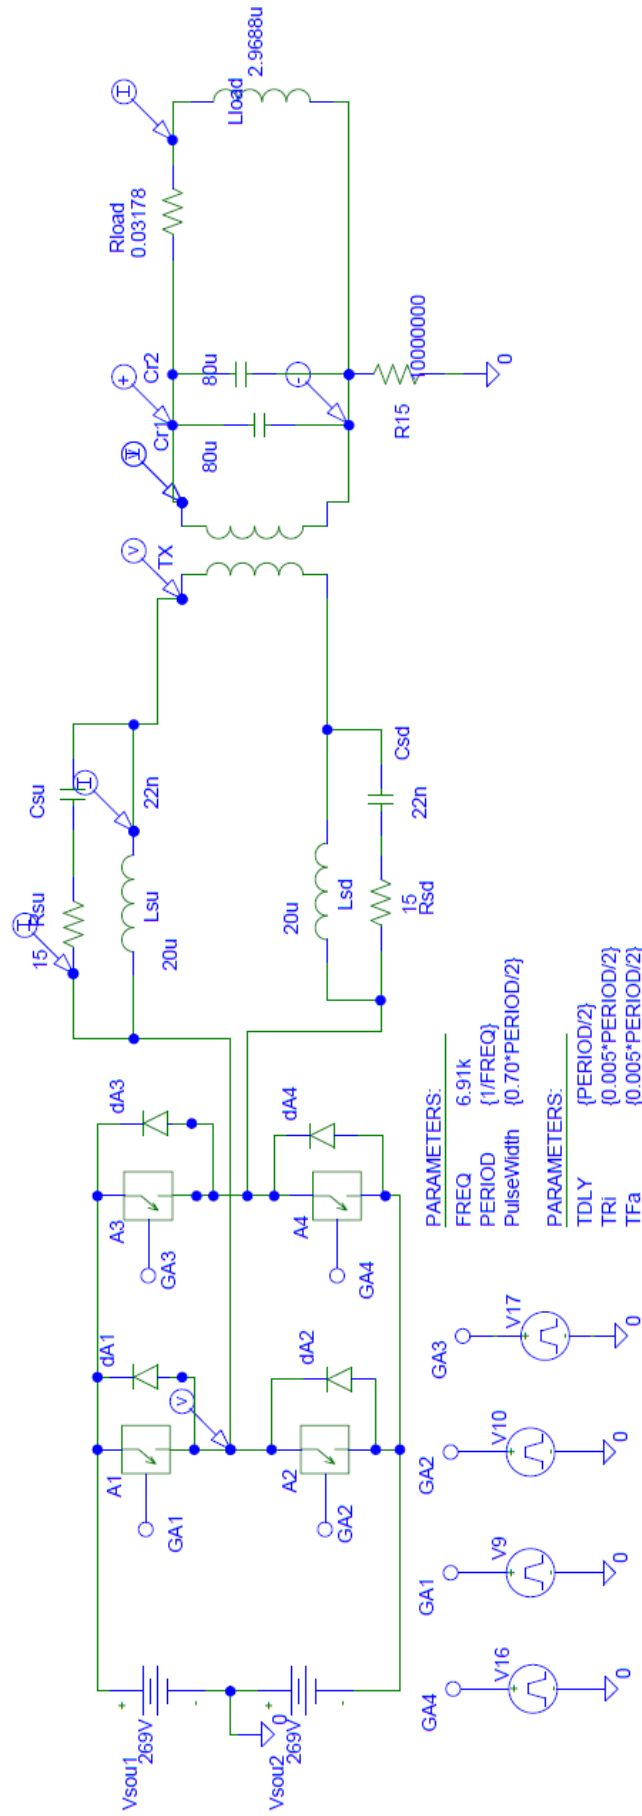 Vsou1
+
-
269V
Vsou2
+
-
269V
0
A1
GA1
dA1
V
A2
GA2
dA2
A3
GA3
dA3
A4
GA4
dA4
I
15
Rsu
Csu
I
22n
Lsu
20u
20u
Lsd
Csd
22n
15
Rsd
V
TX
Cr1
80u
+
Cr2
80u
-
Rload
0.03178
I
Lload
2.9688u
R15
10000000
0
GA4
V16
+
-
0
GA1
V9
+
-
0
GA2
V10
+
-
0
GA3
V17
+
-
0
PARAMETERS:
FREQ 6.91k
PERIOD {1/FREQ}
PulseWidth {0.70*PERIOD/2}
PARAMETERS:
TDLY {PERIOD/2}
TRi {0.005*PERIOD/2}
TFa {0.005*PERIOD/2}